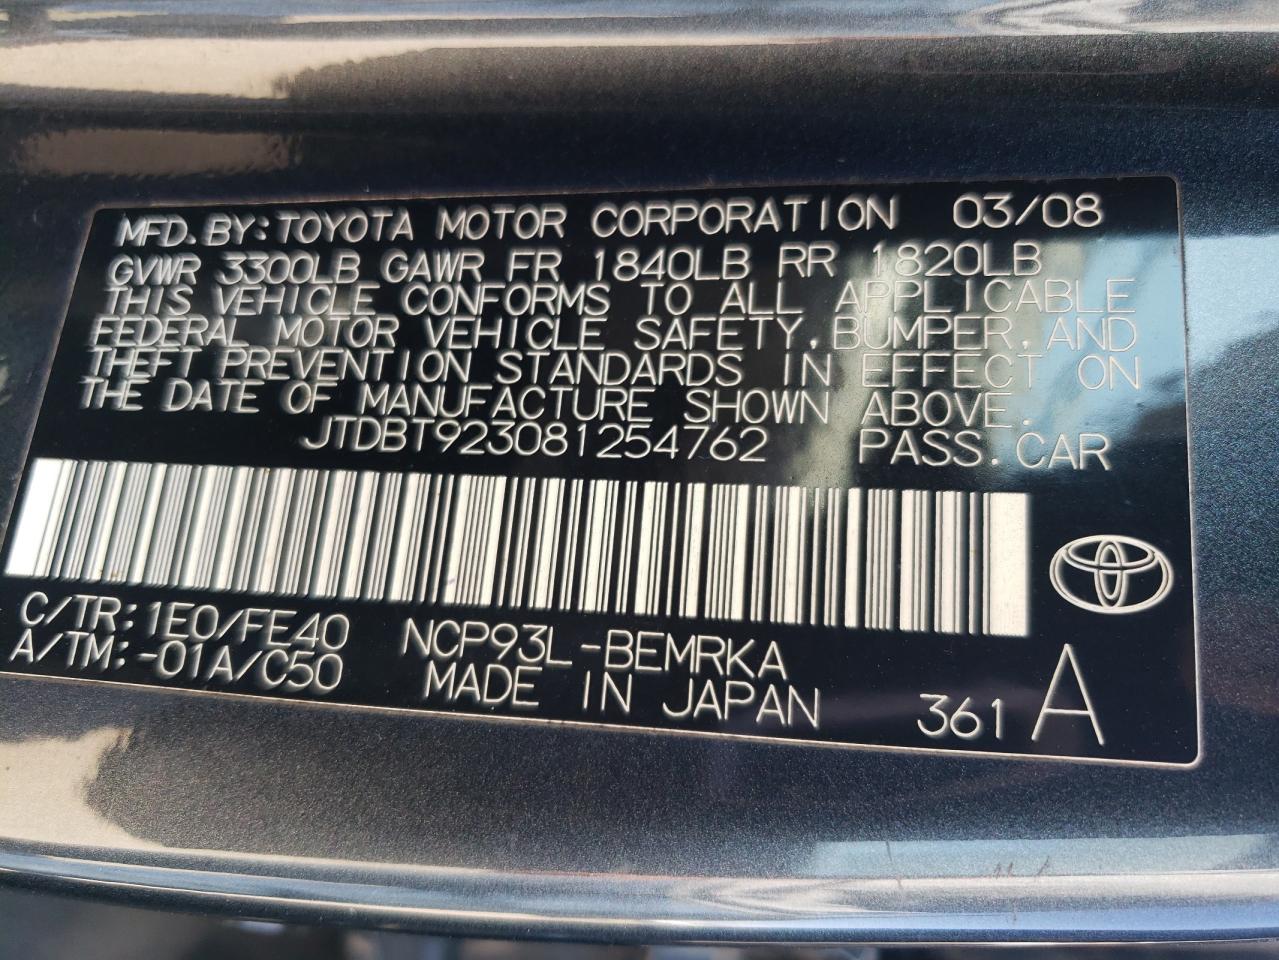 MFD. BY: TOYOTA MOTOR CORPORATION 03/08
GVWR 3300LB GAWR FR 1840LB RR 1820LB
THIS VEHICLE CONFORMS TO ALL APPLICABLE
FEDERAL MOTOR VEHICLE SAFETY, BUMPER, AND
THEFT PREVENTION STANDARDS IN EFFECT ON
THE DATE OF MANUFACTURE SHOWN ABOVE.
JTDBT923081254762 PASS. CAR
C/TR: 1E0/FE40 NCP93L-BEMRKA
A/TM: -01A/C50 MADE IN JAPAN 361 A